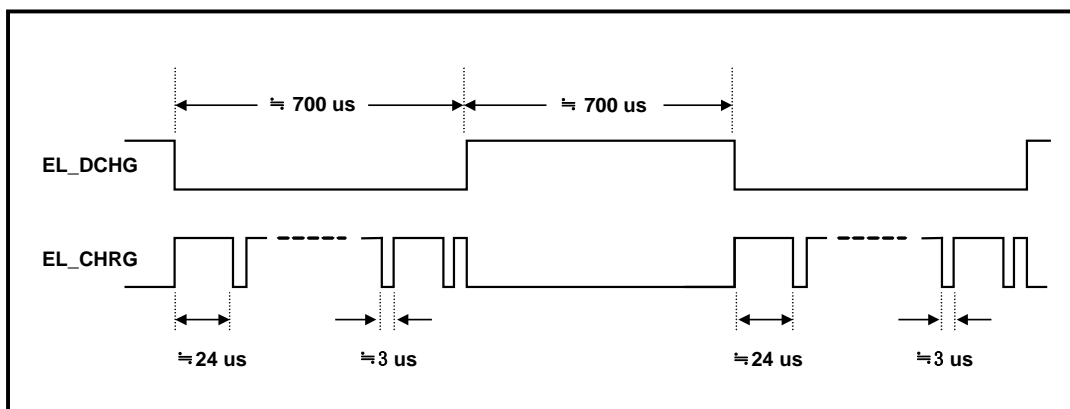 ≒ 700 us ≒ 700 us
EL_DCHG
EL_CHRG
≒24 us ≒3 us ≒24 us ≒3 us